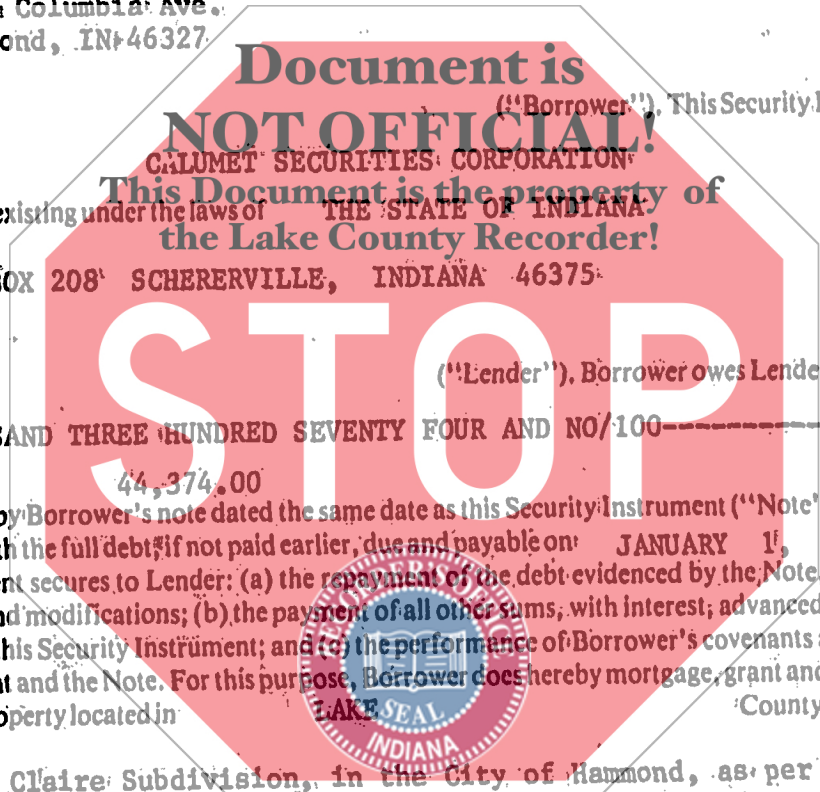 Columbia Ave.
ond, IN 46327
Document is
("Borrower"). This Security
NOT OFFICIAL!
CALUMET SECURITIES CORPORATION
This Document is the property of
existing under the laws of THE STATE OF INDIANA
the Lake County Recorder!
OX 208 SCHERERVILLE, INDIANA 46375
STOP
("Lender"). Borrower owes Lende
SAND THREE HUNDRED SEVENTY FOUR AND NO/100----------
44,374.00
by Borrower's note dated the same date as this Security Instrument ("Note"
h the full debt, if not paid earlier, due and payable on JANUARY 1,
nt secures to Lender: (a) the repayment of the debt evidenced by the Note,
nd modifications; (b) the payment of all other sums, with interest, advanced
his Security Instrument; and (c) the performance of Borrower's covenants
nt and the Note. For this purpose, Borrower does hereby mortgage, grant and
operty located in LAKE County
SEAL
INDIANA
Claire Subdivision, in the City of Hammond, as per